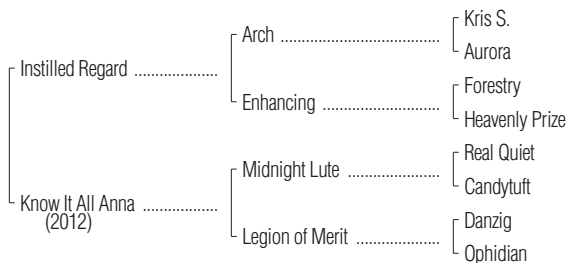 Kris S.
Arch
Aurora
Instilled Regard
Forestry
Enhancing
Heavenly Prize
Real Quiet
Midnight Lute
Candytuft
Know It All Anna
(2012)
Danzig
Legion of Merit
Ophidian